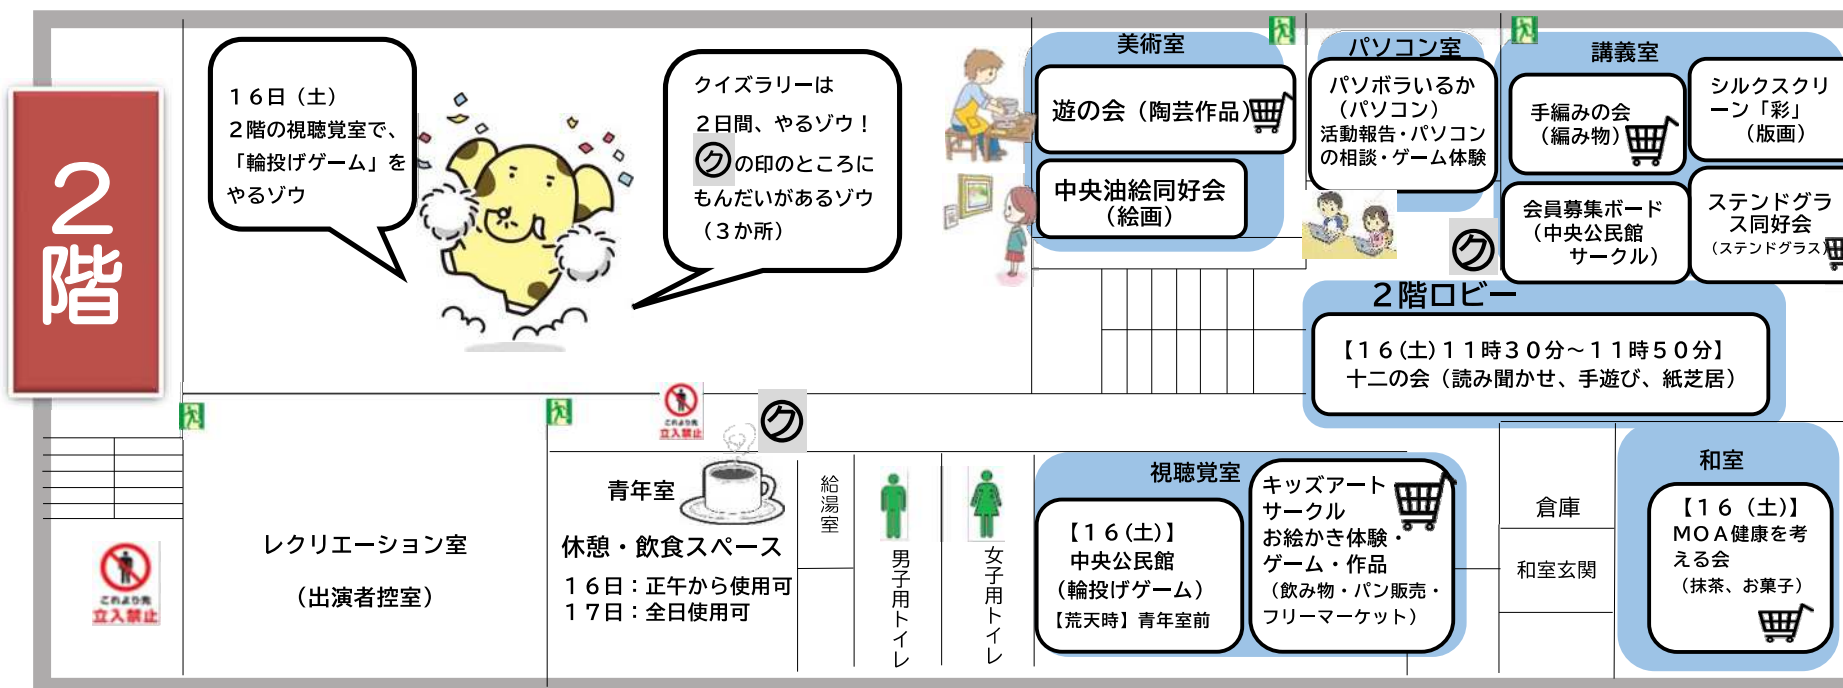 2階
１６日（土）
２階の視聴覚室で、
「輪投げゲーム」を
やるゾウ
クイズラリーは
２日間、やるゾウ！
クの印のところに
もんだいがあるゾウ
（３か所）
美術室
遊の会（陶芸作品）
中央油絵同好会
（絵画）
パソコン室
パソボラいるか
（パソコン）
活動報告・パソコン
の相談・ゲーム体験
講義室
手編みの会
（編み物）
シルクスクリ
ーン「彩」
（版画）
会員募集ボード
（中央公民館
サークル）
ステンドグラ
ス同好会
（ステンドグラス）
ク
２階ロビー
【１６(土)１１時３０分～１１時５０分】
十二の会（読み聞かせ、手遊び、紙芝居）
これより先
立入禁止
ク
これより先
立入禁止
レクリエーション室
（出演者控室）
青年室
休憩・飲食スペース
１６日：正午から使用可
１７日：全日使用可
給湯室
男子用トイレ
女子用トイレ
視聴覚室
【１６(土)】
中央公民館
（輪投げゲーム）
【荒天時】青年室前
キッズアート
サークル
お絵かき体験・
ゲーム・作品
（飲み物・パン販売・
フリーマーケット）
倉庫
和室玄関
和室
【１６（土)】
ＭＯＡ健康を考
える会
（抹茶、お菓子）